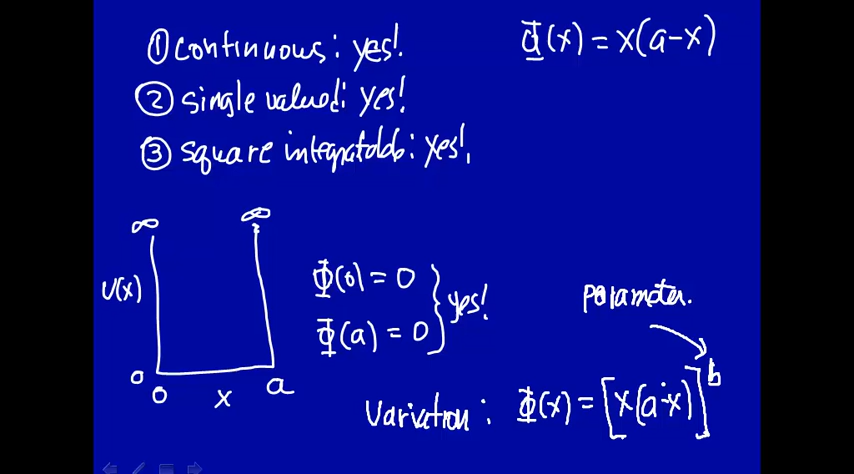 ① continuous: yes!
② single valued: yes!
③ square integratable: yes!
Φ(x) = x(a-x)
∞ ∞
U(x)
0
0 x a
Φ(0) = 0
Φ(a) = 0
} yes!
parameter.
Variation: Φ(x) = [x(a-x)]^b